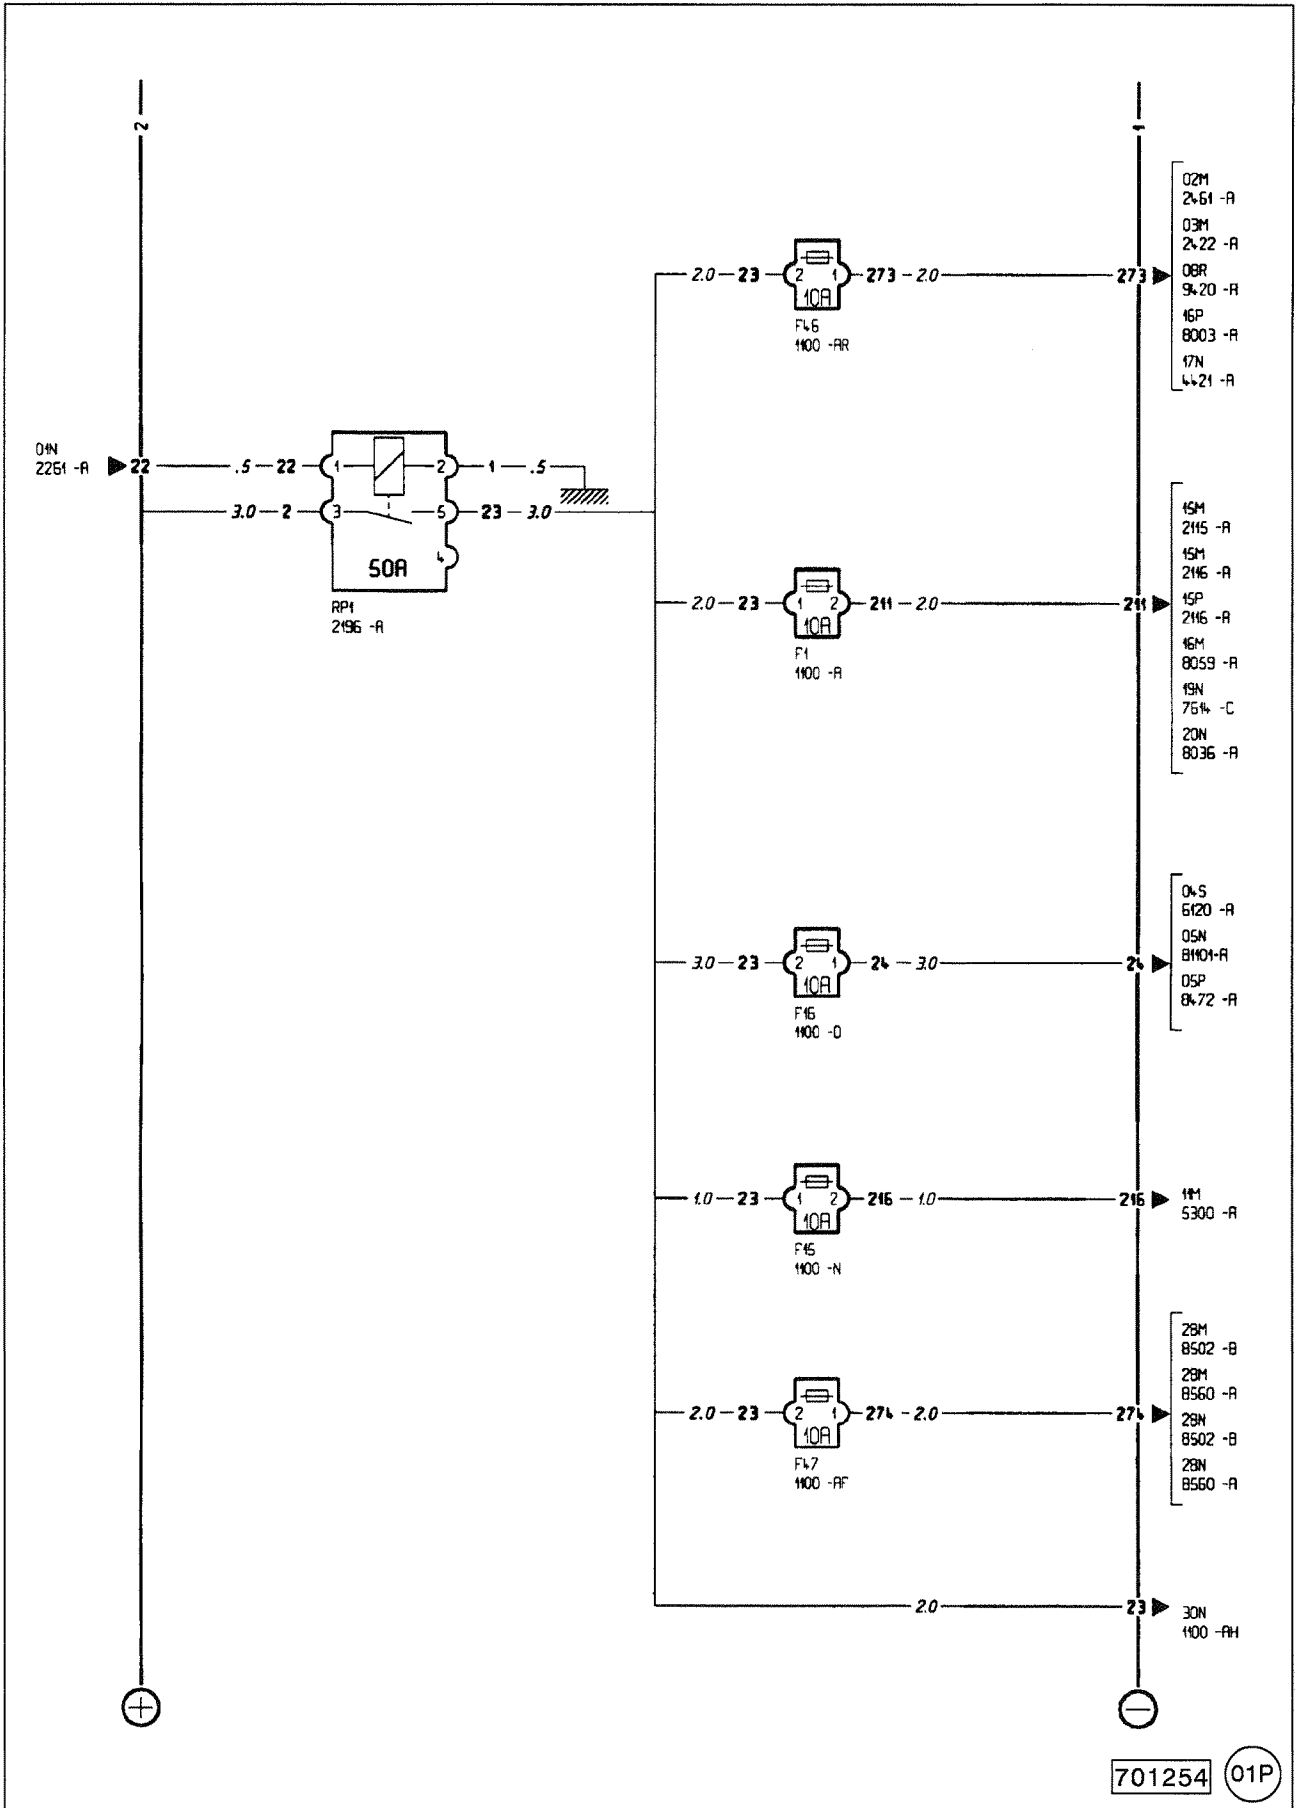 2
1
02M
2461 -A
03M
2422 -A
08R
9420 -A
16P
8003 -A
17N
4421 -A
2.0 23 2 1 273 2.0 273
10A
F46
1100 -AR
01N
2261 -A
22 .5 22 1 2 1 .5
3.0 2 3 5 23 3.0
4
50A
RP1
2196 -A
15M
2115 -A
15M
2116 -A
15P
2116 -A
16M
8059 -A
19N
7614 -C
20N
8036 -A
2.0 23 1 2 211 2.0 211
10A
F1
1100 -A
04S
6120 -A
05N
81101-A
05P
8472 -A
3.0 23 2 1 24 3.0 24
10A
F16
1100 -O
1.0 23 1 2 216 1.0 216
10A
F15
1100 -N
11M
5300 -A
28M
8502 -B
28M
8560 -A
28N
8502 -B
28N
8560 -A
2.0 23 2 1 274 2.0 274
10A
F47
1100 -AF
2.0 23
30N
1100 -AH
+
−
701254 01P